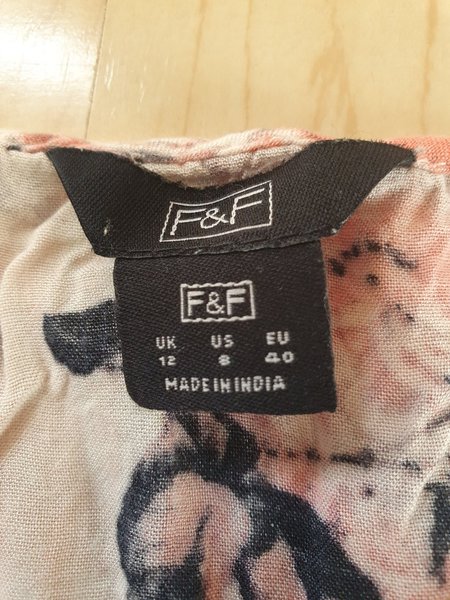 F&F
F&F
UK US EU
12 8 40
MADE IN INDIA